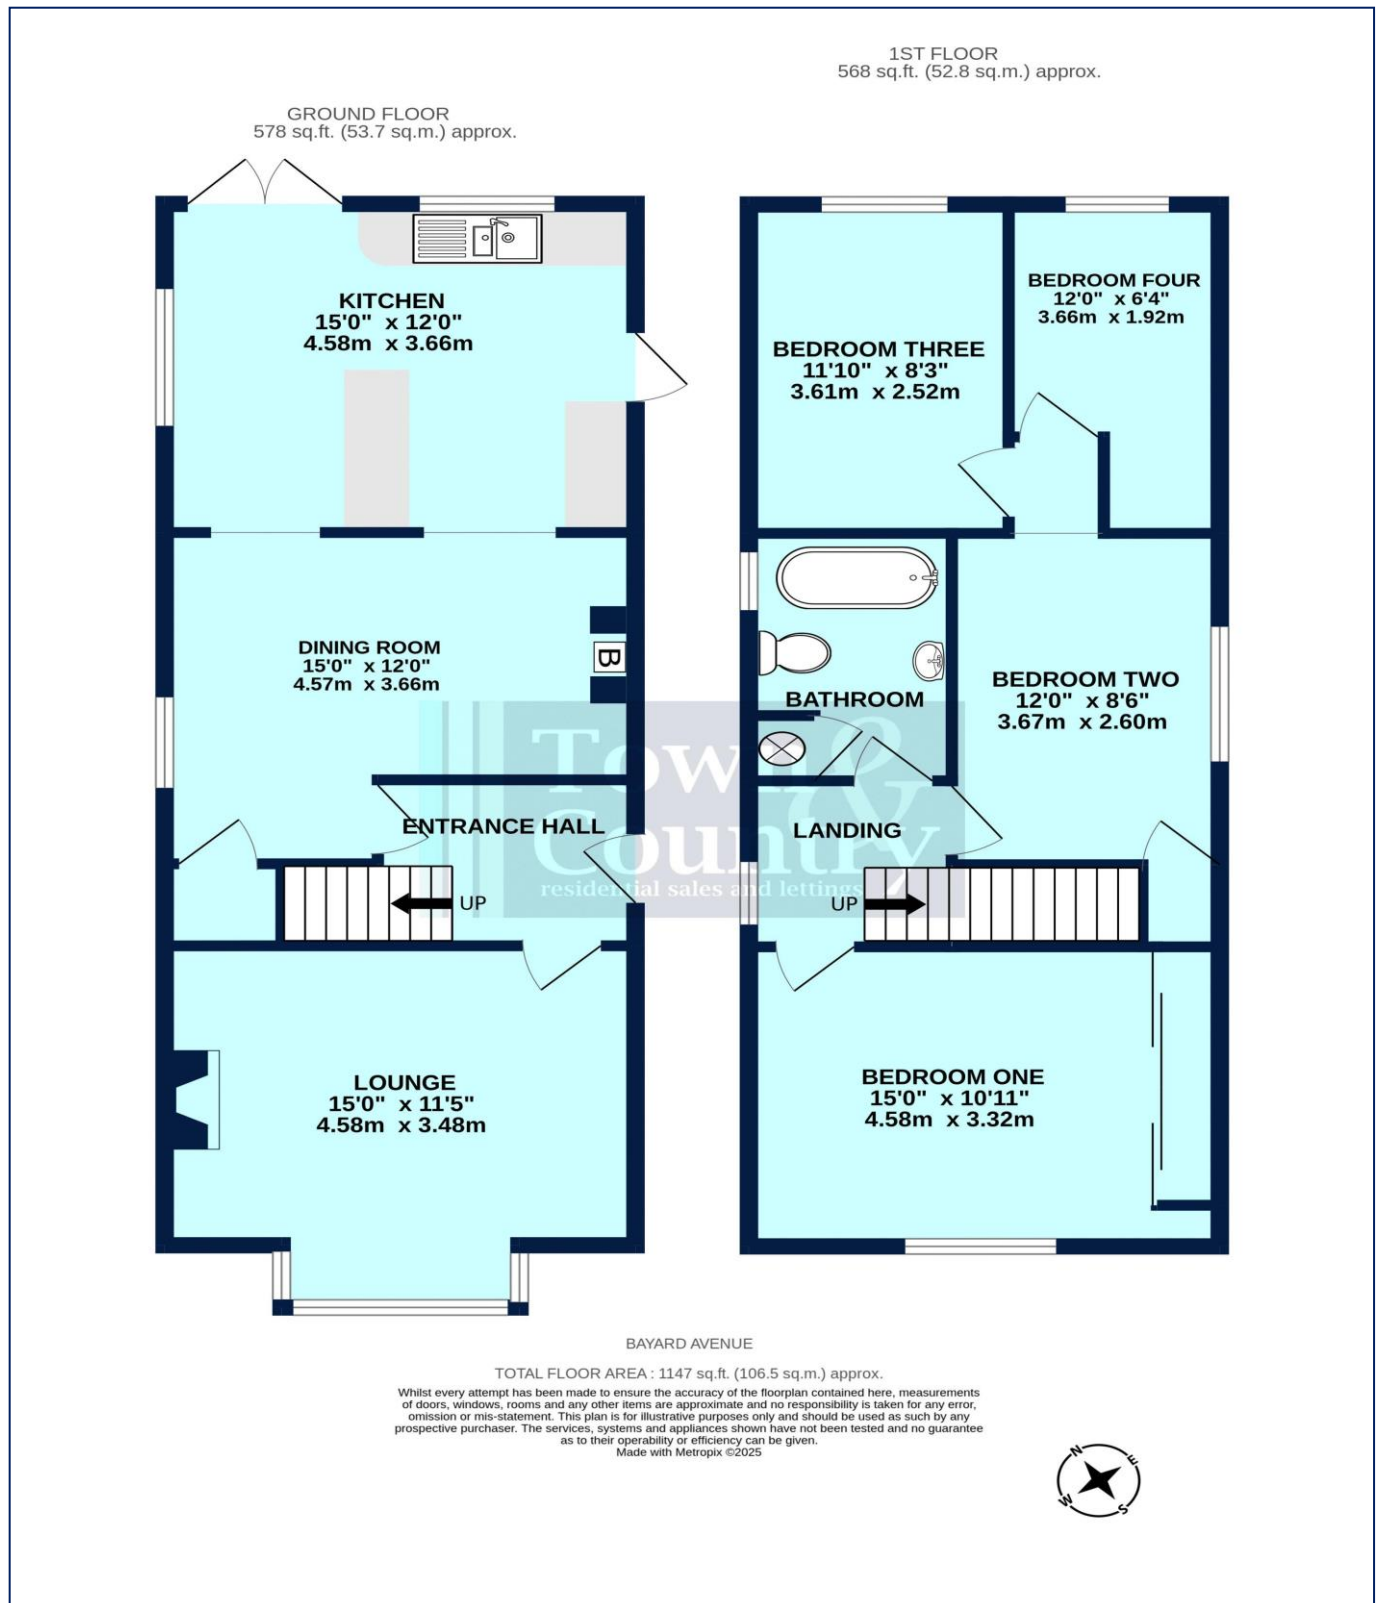 1ST FLOOR
568 sq.ft. (52.8 sq.m.) approx.
GROUND FLOOR
578 sq.ft. (53.7 sq.m.) approx.
KITCHEN
15'0" x 12'0"
4.58m x 3.66m
DINING ROOM
15'0" x 12'0"
4.57m x 3.66m
B
ENTRANCE HALL
UP
LOUNGE
15'0" x 11'5"
4.58m x 3.48m
BEDROOM FOUR
12'0" x 6'4"
3.66m x 1.92m
BEDROOM THREE
11'10" x 8'3"
3.61m x 2.52m
BATHROOM
BEDROOM TWO
12'0" x 8'6"
3.67m x 2.60m
LANDING
UP
BEDROOM ONE
15'0" x 10'11"
4.58m x 3.32m
Town &
Country
residential sales and lettings
BAYARD AVENUE
TOTAL FLOOR AREA : 1147 sq.ft. (106.5 sq.m.) approx.
Whilst every attempt has been made to ensure the accuracy of the floorplan contained here, measurements
of doors, windows, rooms and any other items are approximate and no responsibility is taken for any error,
omission or mis-statement. This plan is for illustrative purposes only and should be used as such by any
prospective purchaser. The services, systems and appliances shown have not been tested and no guarantee
as to their operability or efficiency can be given.
Made with Metropix ©2025
N
E
W
S